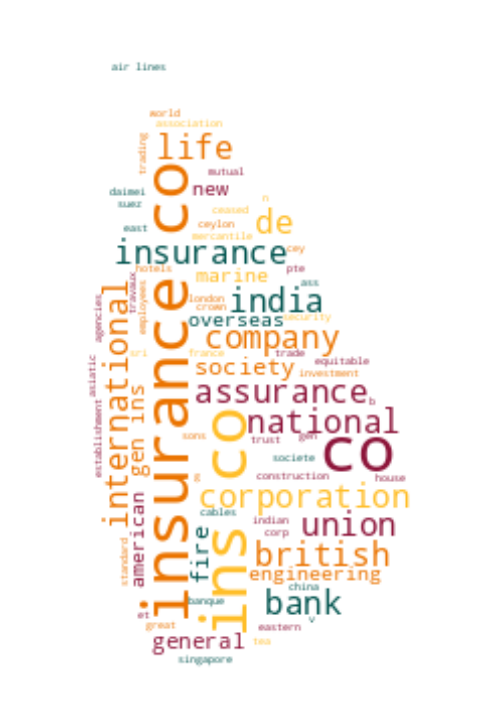 air lines
world
association
trading
life
mutual
insurance co
daimei
new
suez
n
ceased
de
east
ceylon
mercantile
insurance
cey
hotels
pte
marine
travaux
employees
ass
international
london
india
agencies
crown
overseas
security
company
sri
france
trade
equitable
asiatic
society
investment
gen ins
assurance
b
establishment
ins co
national
sons
trust
gen
co
societe
g
construction
house
corporation
american
cables
indian
union
fire
corp
standard
british
engineering
china
banque
bank
et
v
great
eastern
general
tea
singapore